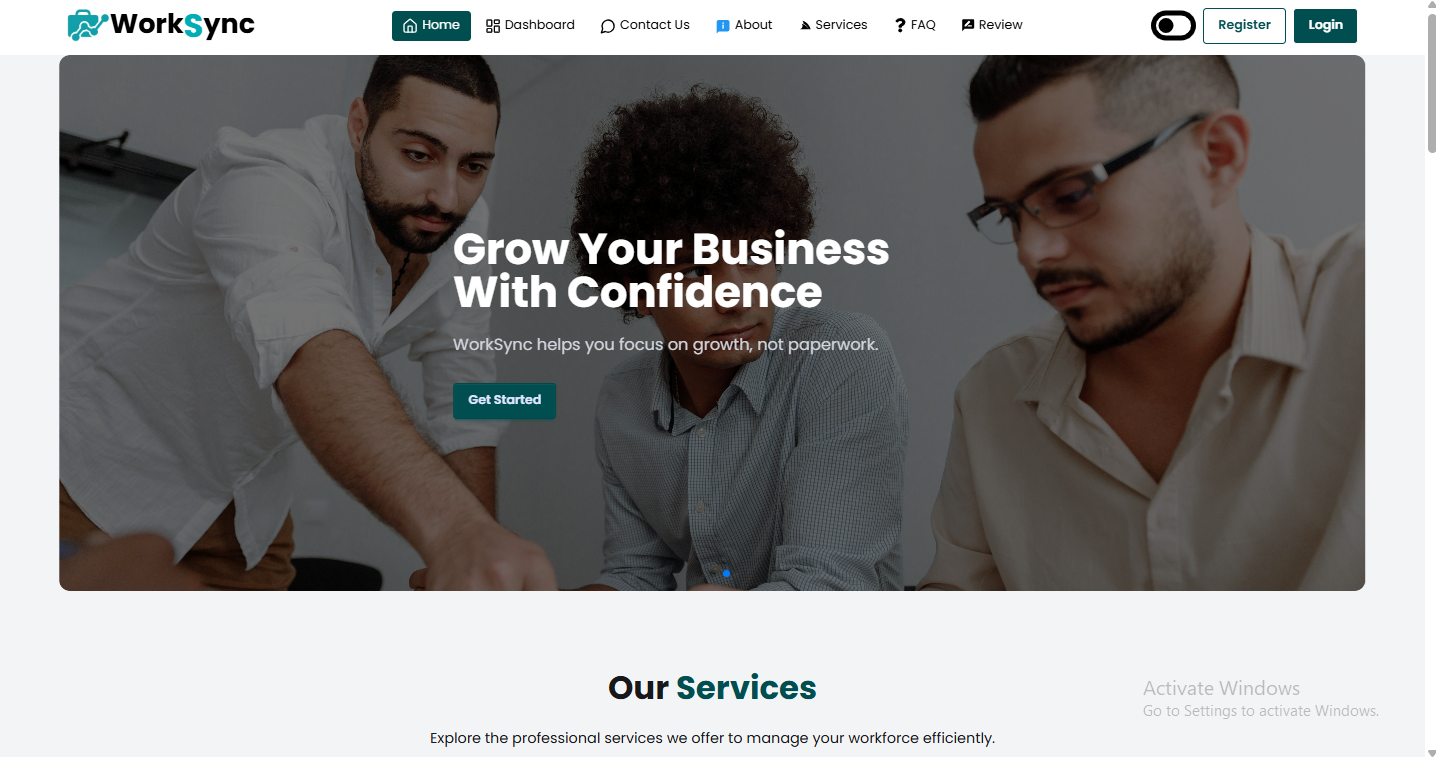 WorkSync
Home
Dashboard
Contact Us
About
Services
FAQ
Review
Register
Login
Grow Your Business
With Confidence
WorkSync helps you focus on growth, not paperwork.
Get Started
Our Services
Explore the professional services we offer to manage your workforce efficiently.
Activate Windows
Go to Settings to activate Windows.